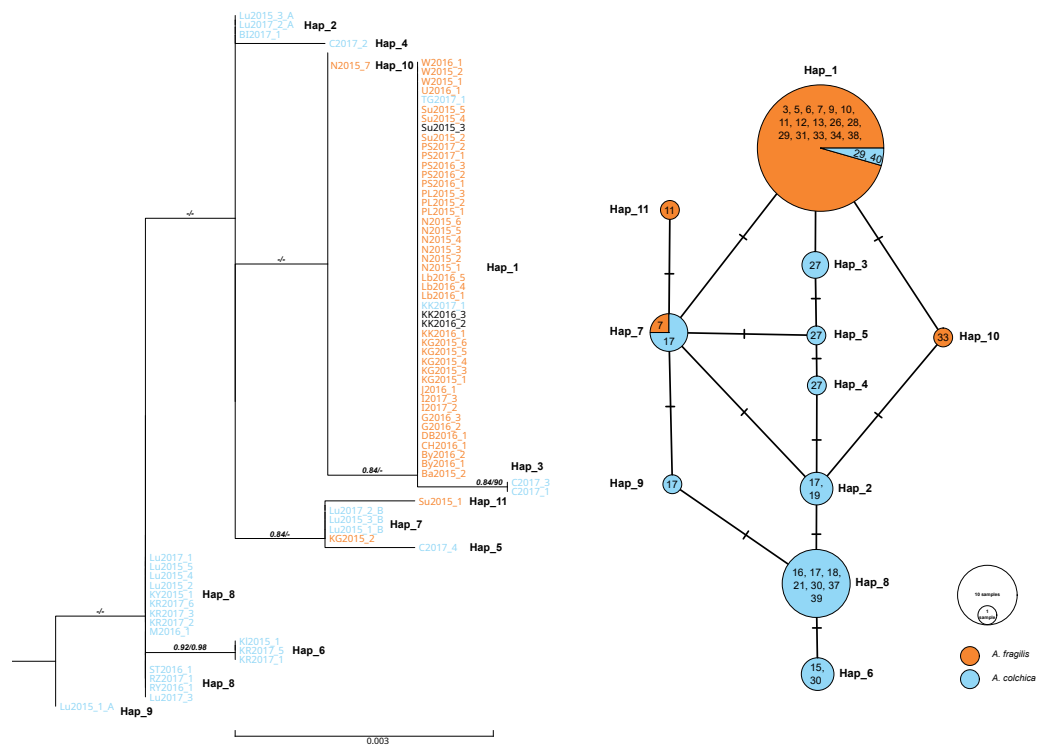 Lu2015_3_A
Lu2017_2_A
Hap_2
BI2017_1
C2017_2
Hap_4
N2015_7
Hap_10
W2016_1
W2015_2
W2015_1
U2016_1
TG2017_1
Su2015_5
Su2015_4
Su2015_3
Su2015_2
PS2017_2
PS2017_1
PS2016_3
PS2016_2
PS2016_1
PL2015_3
PL2015_2
PL2015_1
N2015_6
N2015_5
N2015_4
N2015_3
N2015_2
N2015_1
Lb2016_5
Lb2016_4
Lb2016_1
KK2017_1
KK2016_3
KK2016_2
KK2016_1
KG2015_6
KG2015_5
KG2015_4
KG2015_3
KG2015_1
J2016_1
I2017_3
I2017_2
G2016_3
G2016_2
DB2016_1
CH2016_1
By2016_2
By2016_1
Ba2015_2
Hap_1
-/-
-/-
0.84/-
Hap_3
0.84/90
C2017_3
C2017_1
Su2015_1
Hap_11
Lu2017_2_B
Lu2015_3_B
Lu2015_1_B
KG2015_2
Hap_7
0.84/-
C2017_4
Hap_5
Lu2017_1
Lu2015_5
Lu2015_4
Lu2015_2
KY2015_1
KR2017_6
KR2017_3
KR2017_2
M2016_1
Hap_8
-/-
KI2015_1
KR2017_5
KR2017_1
Hap_6
0.92/0.98
ST2016_1
RZ2017_1
RY2016_1
Lu2017_3
Hap_8
Lu2015_1_A
Hap_9
0.003
Hap_1
3, 5, 6, 7, 9, 10,
11, 12, 13, 26, 28,
29, 31, 33, 34, 38,
29, 40
Hap_11
11
27
Hap_3
Hap_7
7
17
27
Hap_5
33
Hap_10
27
Hap_4
Hap_9
17
17,
19
Hap_2
16, 17, 18,
21, 30, 37
39
Hap_8
15,
30
Hap_6
10 samples
1
sample
A. fragilis
A. colchica